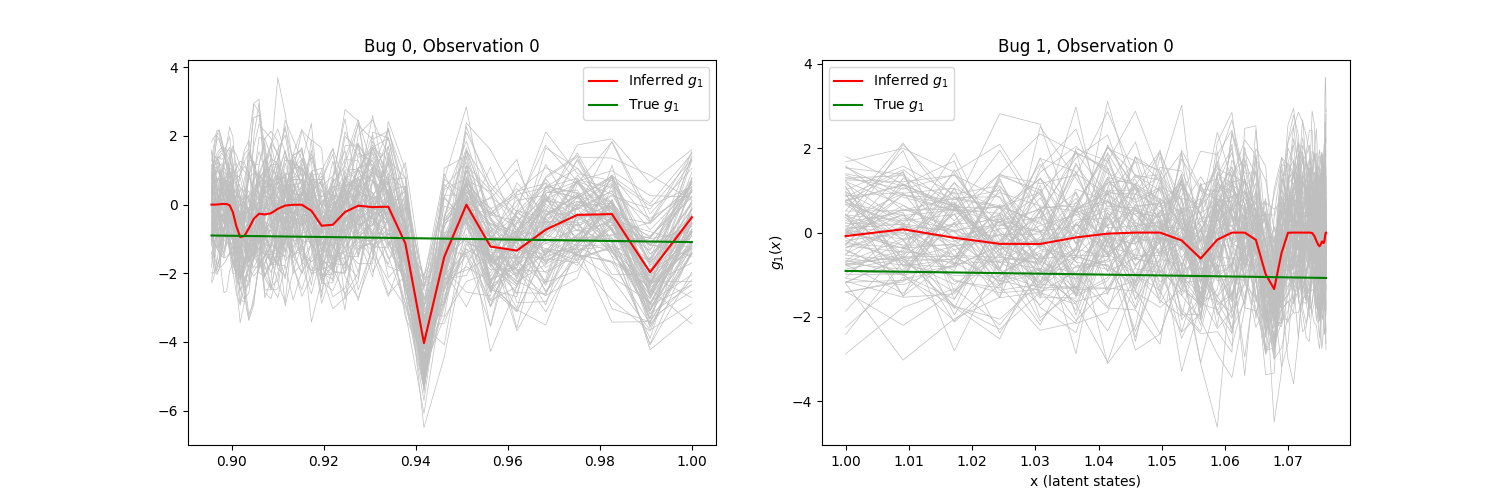 Bug 0, Observation 0
Inferred g₁
True g₁
4
2
0
−2
−4
−6
0.90 0.92 0.94 0.96 0.98 1.00
Bug 1, Observation 0
Inferred g₁
True g₁
g₁(x)
4
2
0
−2
−4
1.00 1.01 1.02 1.03 1.04 1.05 1.06 1.07
x (latent states)